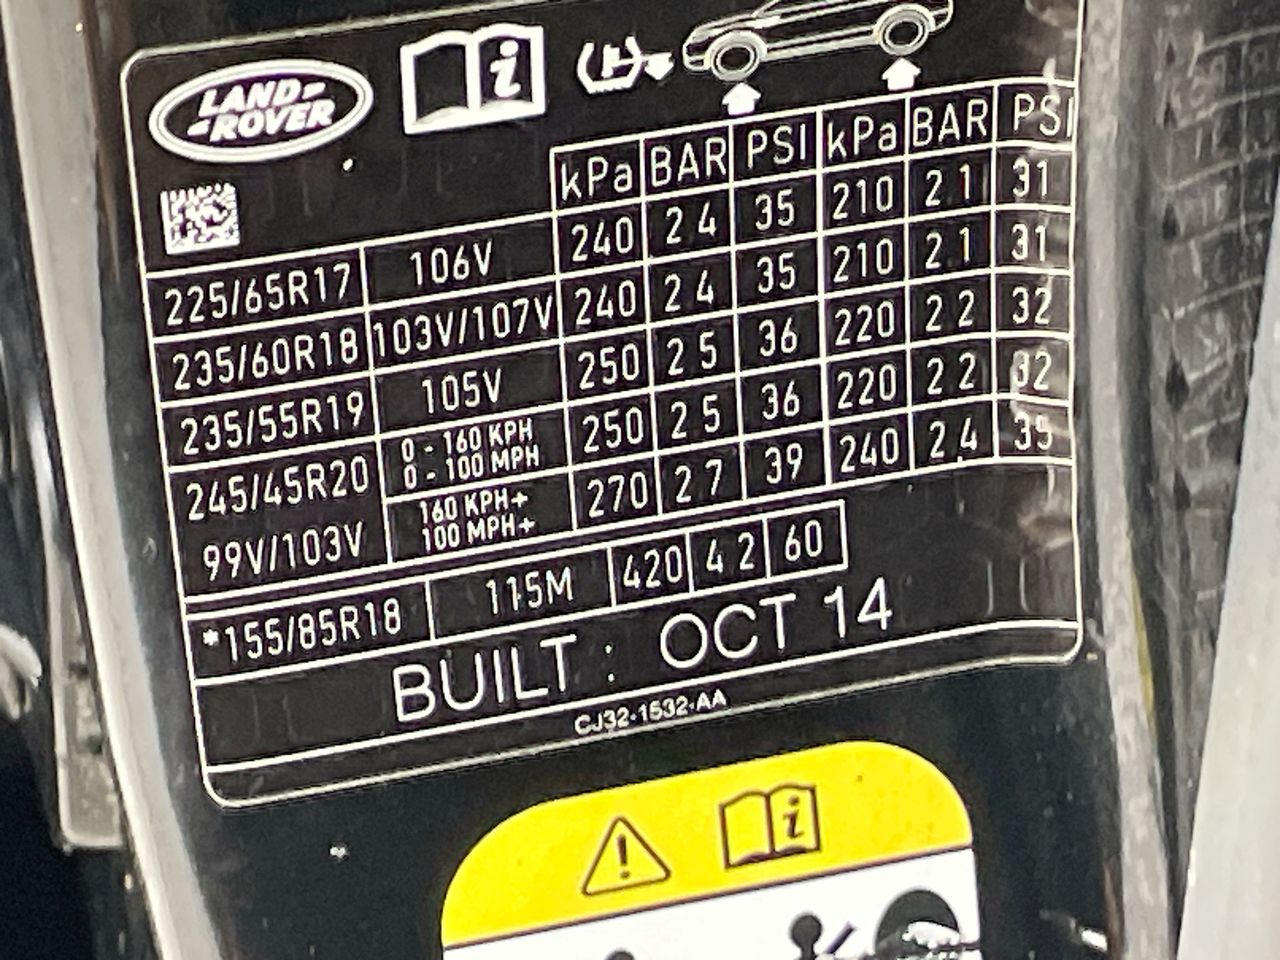 LAND-
-ROVER
i
kPa BAR PSI kPa BAR PSI
225/65R17 106V 240 2 4 35 210 2 1 31
235/60R18 103V/107V 240 2 4 35 210 2 1 31
235/55R19 105V 250 2 5 36 220 2 2 32
245/45R20 0 - 160 KPH 250 2 5 36 220 2 2 32
0 - 100 MPH
99V/103V 160 KPH+ 270 2 7 39 240 2.4 35
100 MPH+
*155/85R18 115M 420 4 2 60
BUILT : OCT 14
CJ32-1532-AA
! i